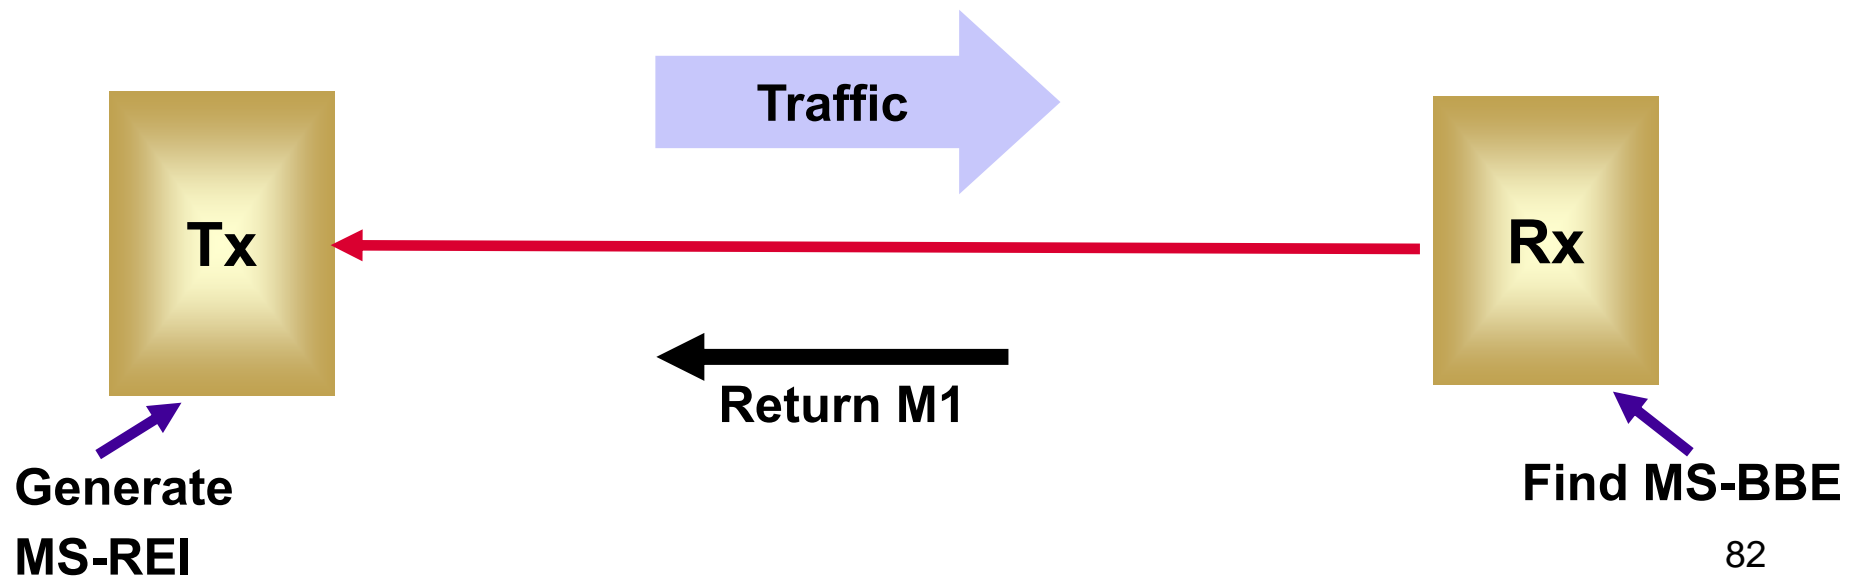 Traffic
Tx
Rx
Return M1
Generate
MS-REI
Find MS-BBE
82